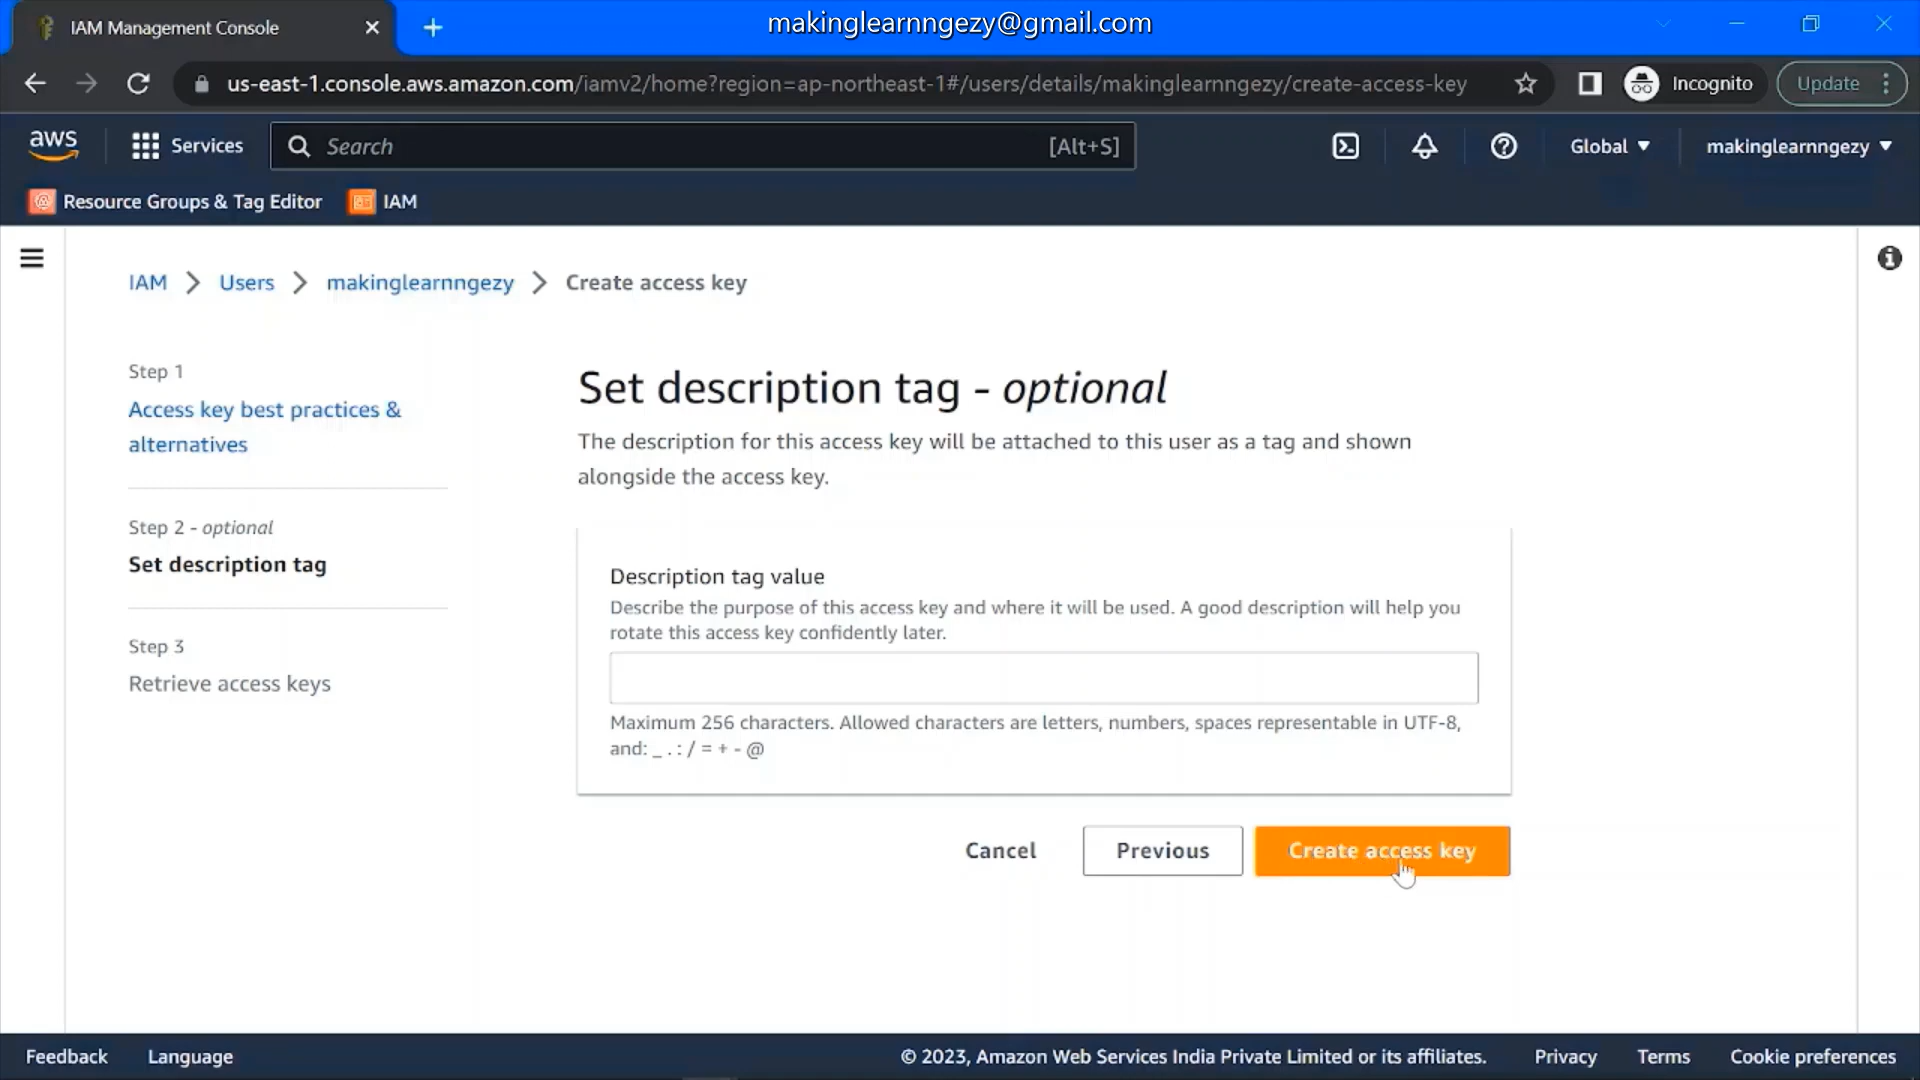 IAM Management Console
makinglearnngezy@gmail.com
us-east-1.console.aws.amazon.com/iamv2/home?region=ap-northeast-1#/users/details/makinglearnngezy/create-access-key
Incognito
Update
aws
Services
Search
[Alt+S]
Global
makinglearnngezy
Resource Groups & Tag Editor
IAM
IAM
Users
makinglearnngezy
Create access key
Step 1
Access key best practices &
alternatives
Step 2 - optional
Set description tag
Step 3
Retrieve access keys
Set description tag - optional
The description for this access key will be attached to this user as a tag and shown
alongside the access key.
Description tag value
Describe the purpose of this access key and where it will be used. A good description will help you
rotate this access key confidently later.
Maximum 256 characters. Allowed characters are letters, numbers, spaces representable in UTF-8,
and: _ . : / = + - @
Cancel
Previous
Create access key
Feedback
Language
© 2023, Amazon Web Services India Private Limited or its affiliates.
Privacy
Terms
Cookie preferences